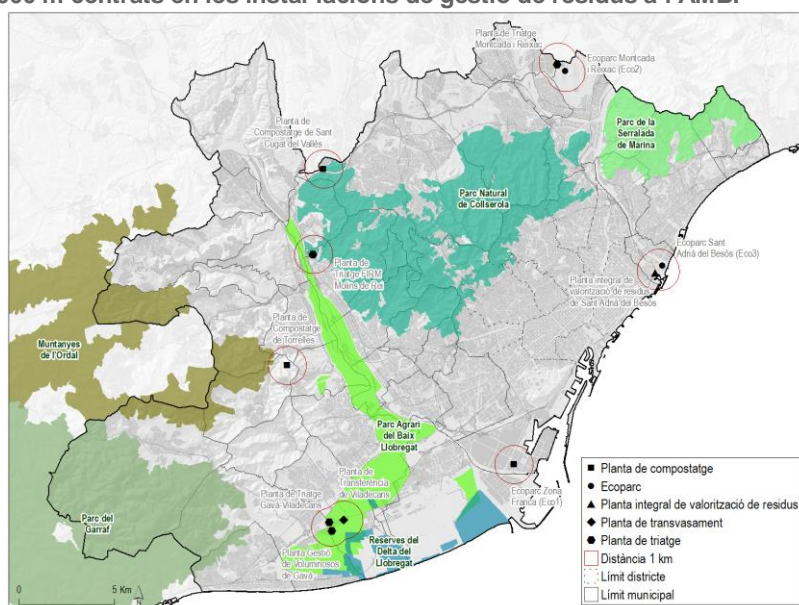 Planta de Triatge
Montcada i Reixac
Ecoparc Montcada
i Reixac (Eco2)
Planta de
Compostatge de Sant
Cugat del Vallès
Parc de la
Serralada
de Marina
Parc Natural
de Collserola
Ecoparc Sant
Adrià del Besòs (Eco3)
Planta de
Triatge FIRM
Molins de Rei
Planta integral de
valorització de residus
de Sant Adrià del Besòs
Planta de
Compostatge
de Torrelles
Muntanyes
de l'Ordal
Parc Agrari
del Baix
Llobregat
Planta de
Transferència
de Viladecans
Planta de Triatge
Gavà-Viladecans
Ecoparc Zona
Franca (Eco1)
Parc del
Garraf
Reserves del
Delta del
Llobregat
Planta Gestió
de Voluminosos
de Gavà
Planta de compostatge
Ecoparc
Planta integral de valorització de residus
Planta de transvasament
Planta de triatge
Distància 1 km
Límit districte
Límit municipal
0 5 Km
N